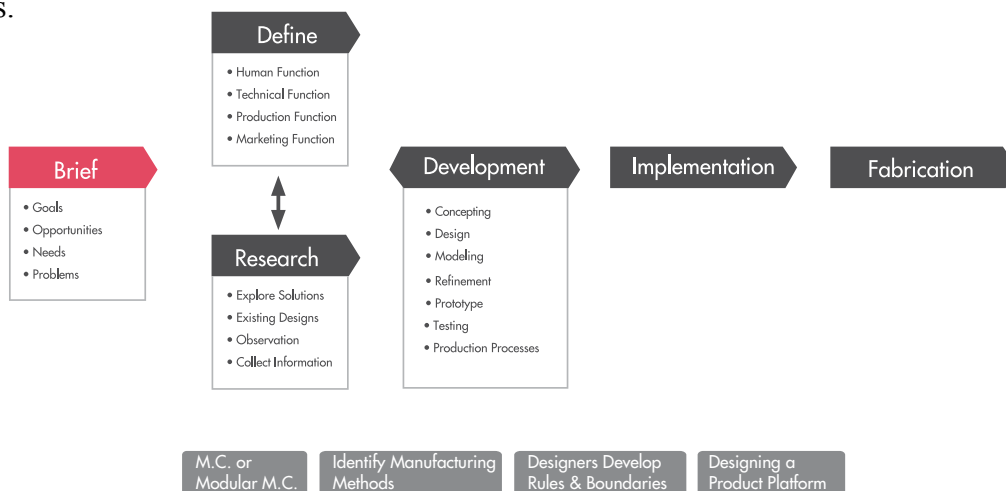 s.
Define
• Human Function
• Technical Function
• Production Function
• Marketing Function
Brief
• Goals
• Opportunities
• Needs
• Problems
Research
• Explore Solutions
• Existing Designs
• Observation
• Collect Information
Development
• Concepting
• Design
• Modeling
• Refinement
• Prototype
• Testing
• Production Processes
Implementation
Fabrication
M.C. or
Modular M.C.
Identify Manufacturing
Methods
Designers Develop
Rules & Boundaries
Designing a
Product Platform